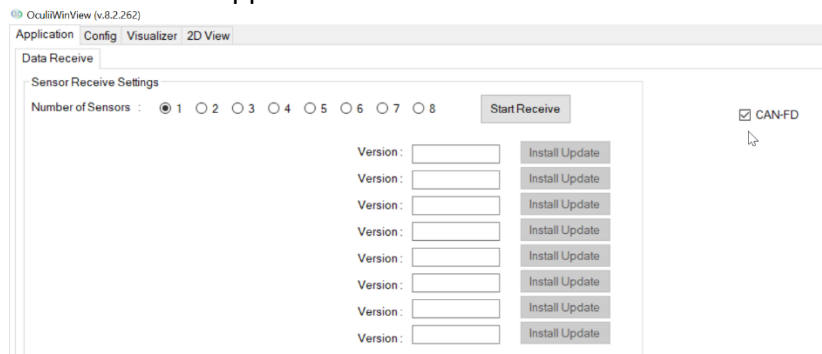 OculiiWinView (v.8.2.262)
Application Config Visualizer 2D View
Data Receive
Sensor Receive Settings
Number of Sensors : 1 2 3 4 5 6 7 8 Start Receive
CAN-FD
Version : Install Update
Version : Install Update
Version : Install Update
Version : Install Update
Version : Install Update
Version : Install Update
Version : Install Update
Version : Install Update